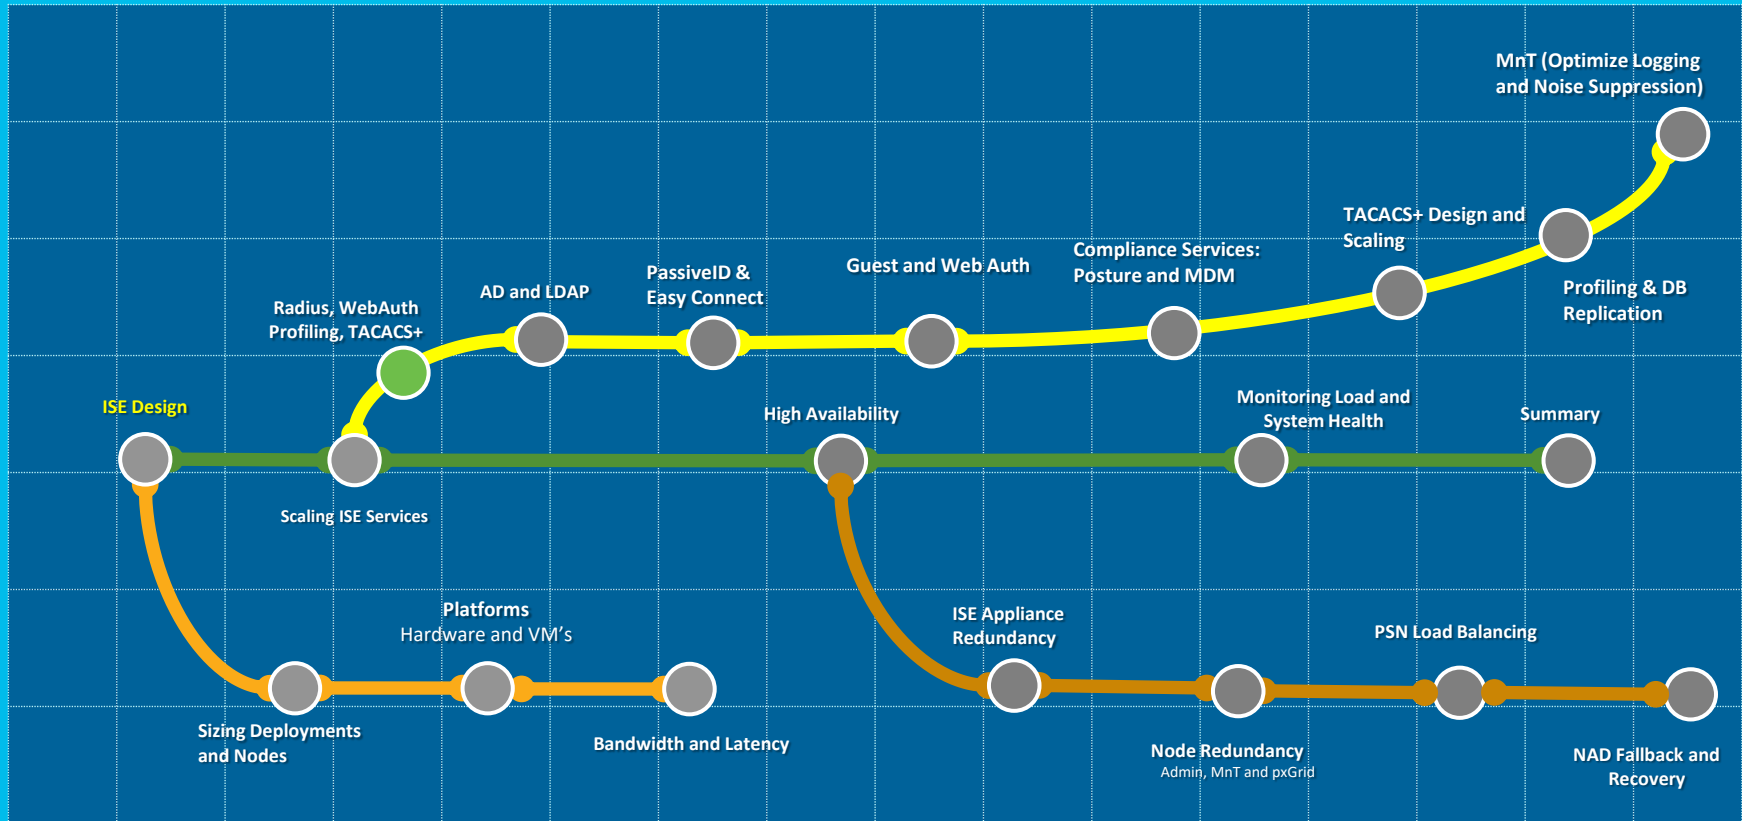 MnT (Optimize Logging
and Noise Suppression)
TACACS+ Design and
Scaling
Compliance Services:
Posture and MDM
Guest and Web Auth
PassiveID &
Easy Connect
AD and LDAP
Radius, WebAuth
Profiling, TACACS+
Profiling & DB
Replication
ISE Design
High Availability
Monitoring Load and
System Health
Summary
Scaling ISE Services
Platforms
Hardware and VM's
ISE Appliance
Redundancy
PSN Load Balancing
Sizing Deployments
and Nodes
Bandwidth and Latency
Node Redundancy
Admin, MnT and pxGrid
NAD Fallback and
Recovery